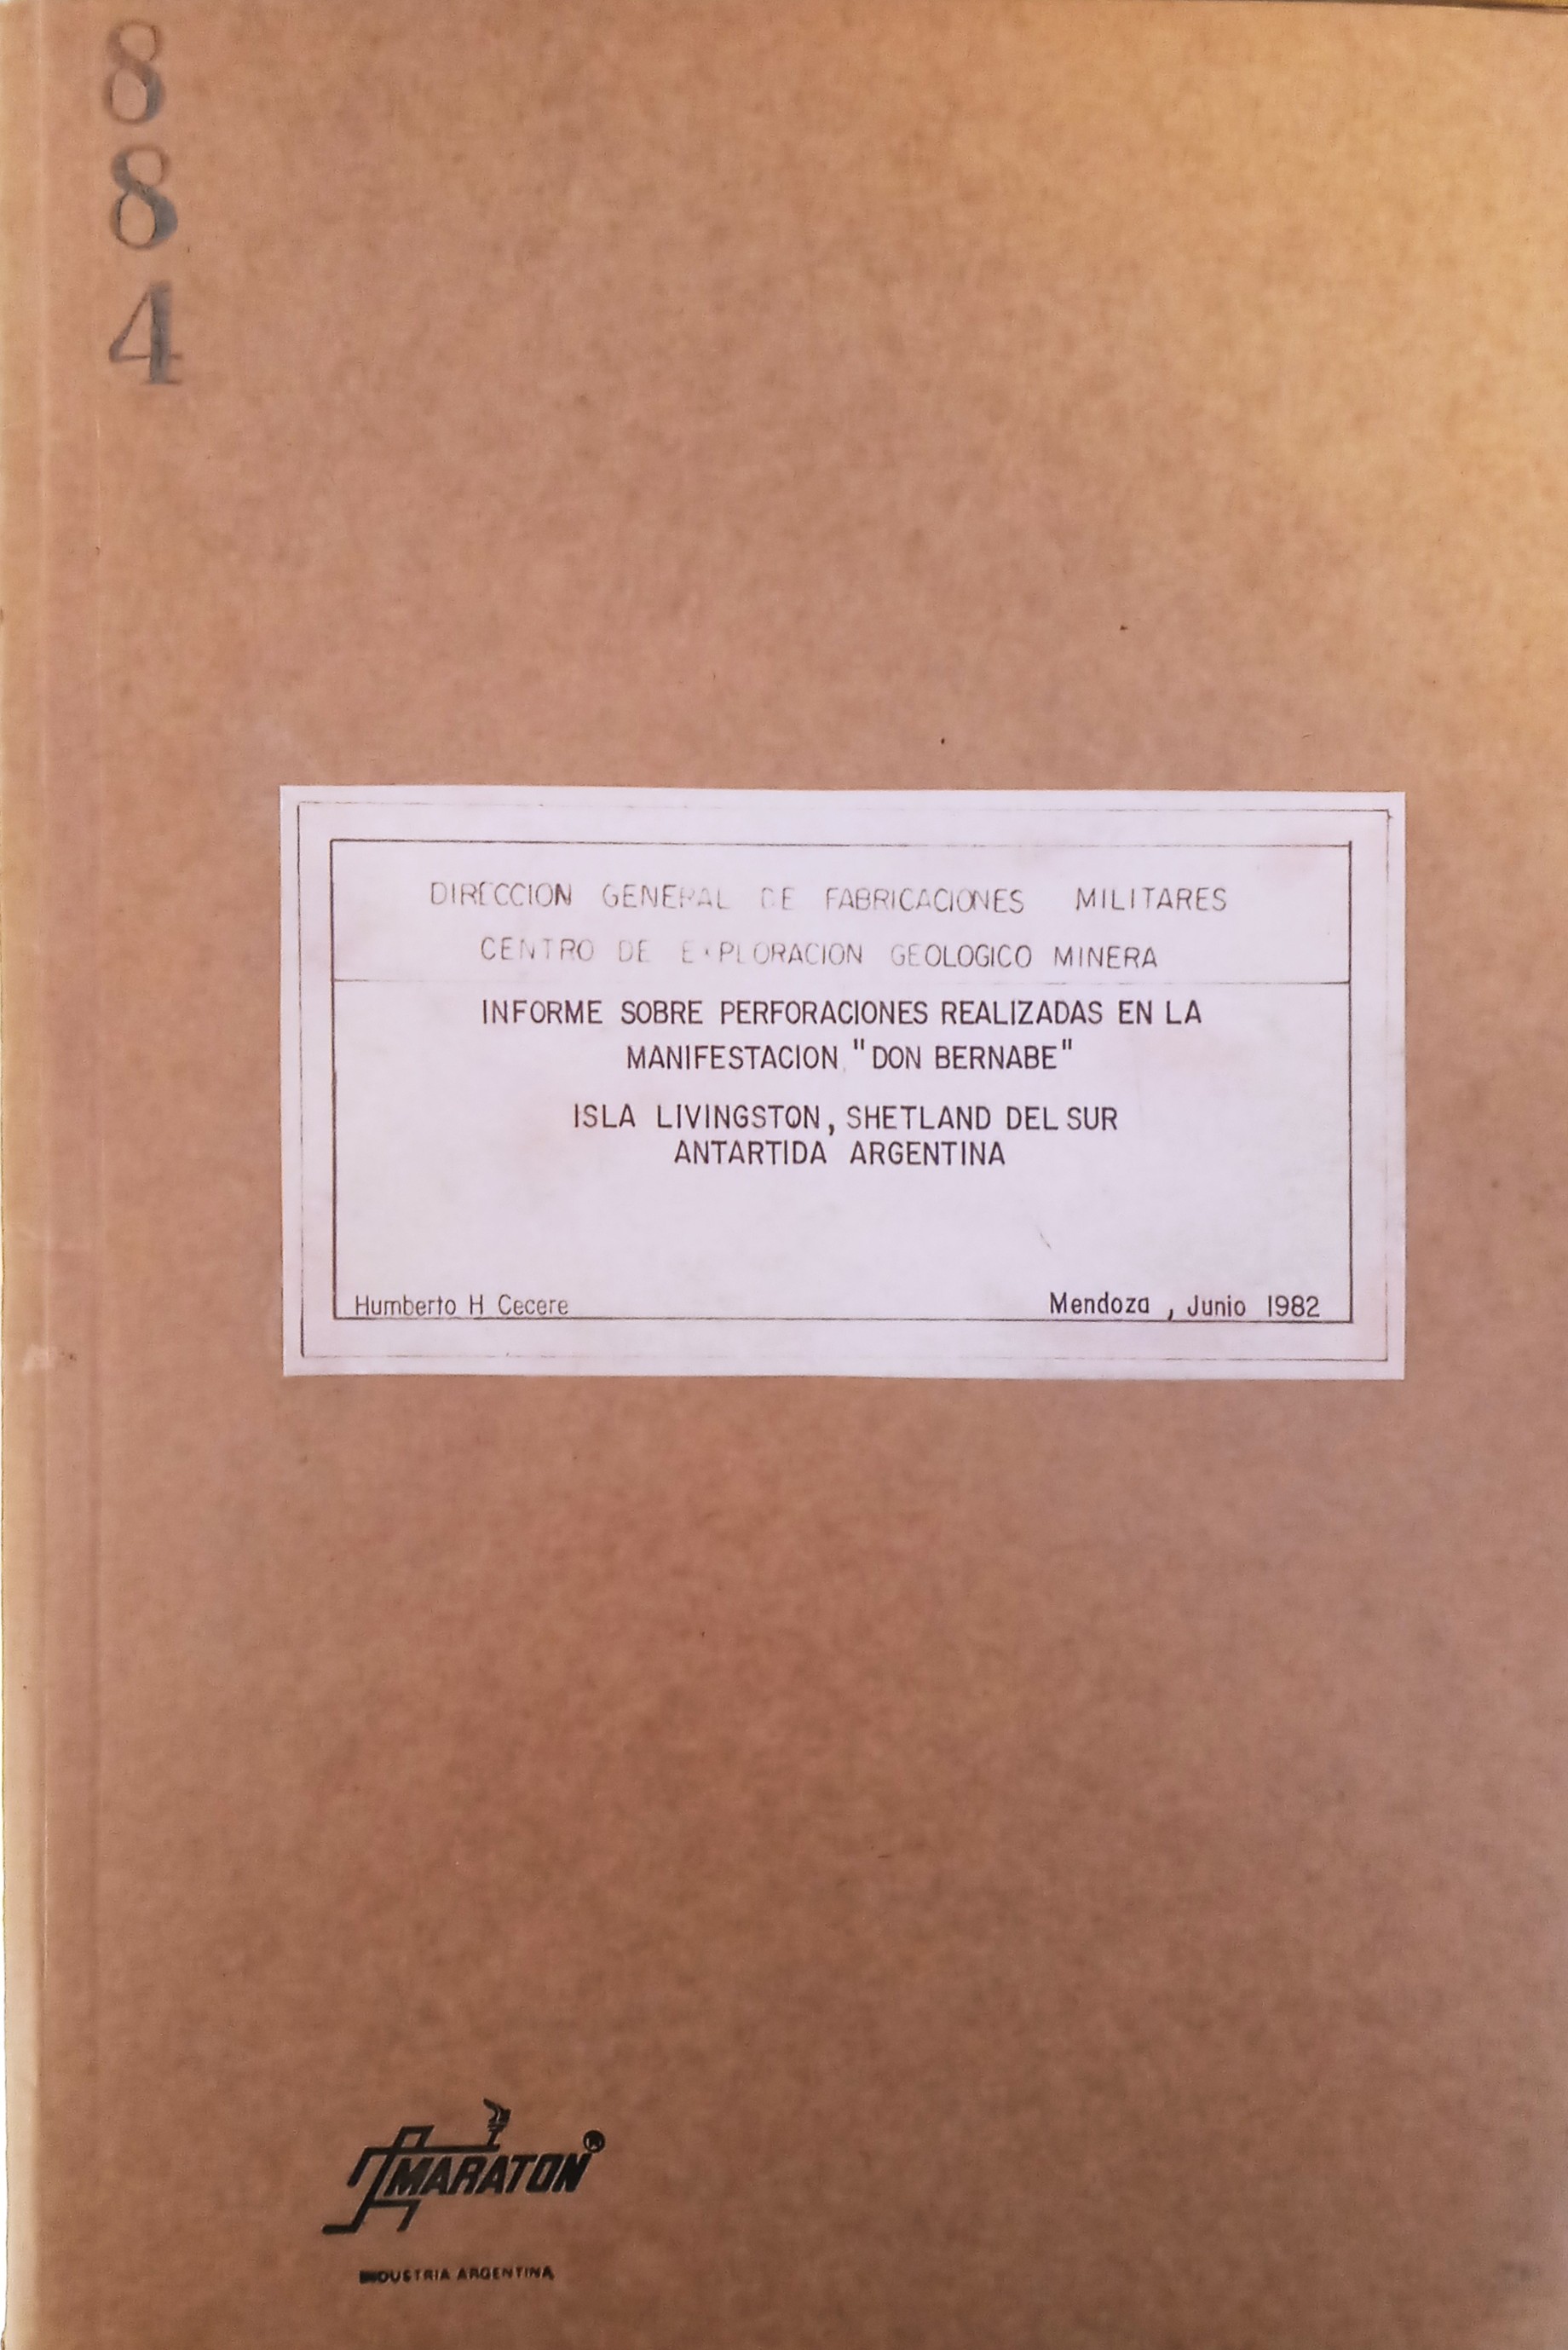 8
8
4
DIRECCION GENERAL DE FABRICACIONES MILITARES
CENTRO DE EXPLORACION GEOLOGICO MINERA
INFORME SOBRE PERFORACIONES REALIZADAS EN LA
MANIFESTACION "DON BERNABE"
ISLA LIVINGSTON, SHETLAND DEL SUR
ANTARTIDA ARGENTINA
Humberto H Cecere
Mendoza , Junio 1982
MARATON®
INDUSTRIA ARGENTINA